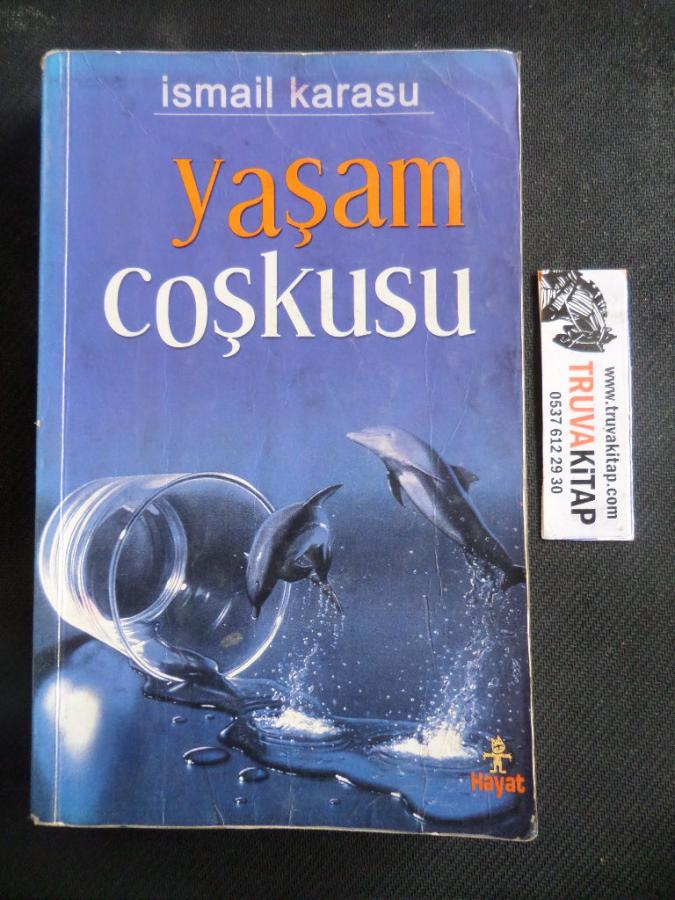 ismail karasu
yaşam
coşkusu
Hayat
www.truvakitap.com
TRUVAKİTAP
0537 612 29 30